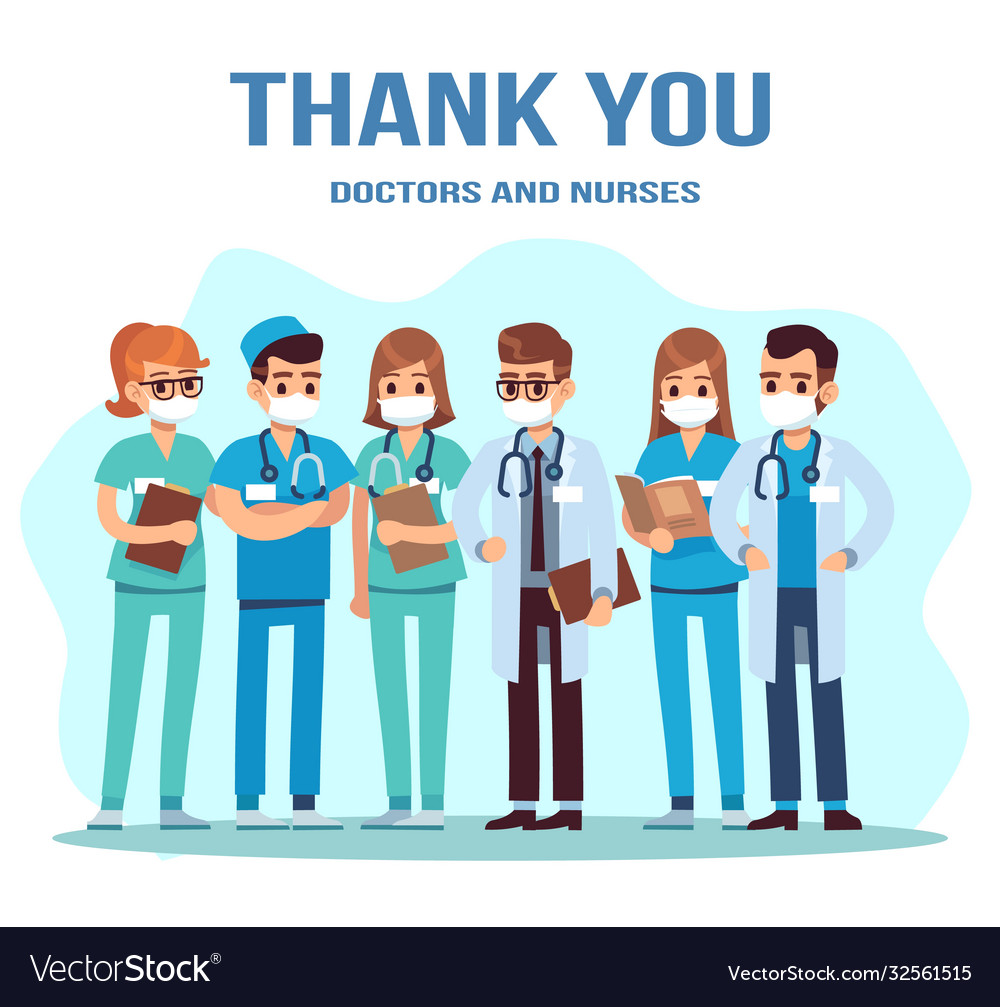 THANK YOU
DOCTORS AND NURSES
VectorStock®
VectorStock.com/32561515